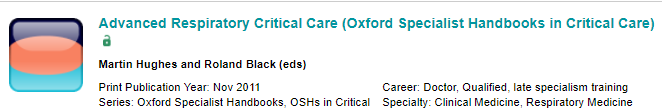 Advanced Respiratory Critical Care (Oxford Specialist Handbooks in Critical Care)
Martin Hughes and Roland Black (eds)
Print Publication Year: Nov 2011 Career: Doctor, Qualified, late specialism training
Series: Oxford Specialist Handbooks, OSHs in Critical Specialty: Clinical Medicine, Respiratory Medicine